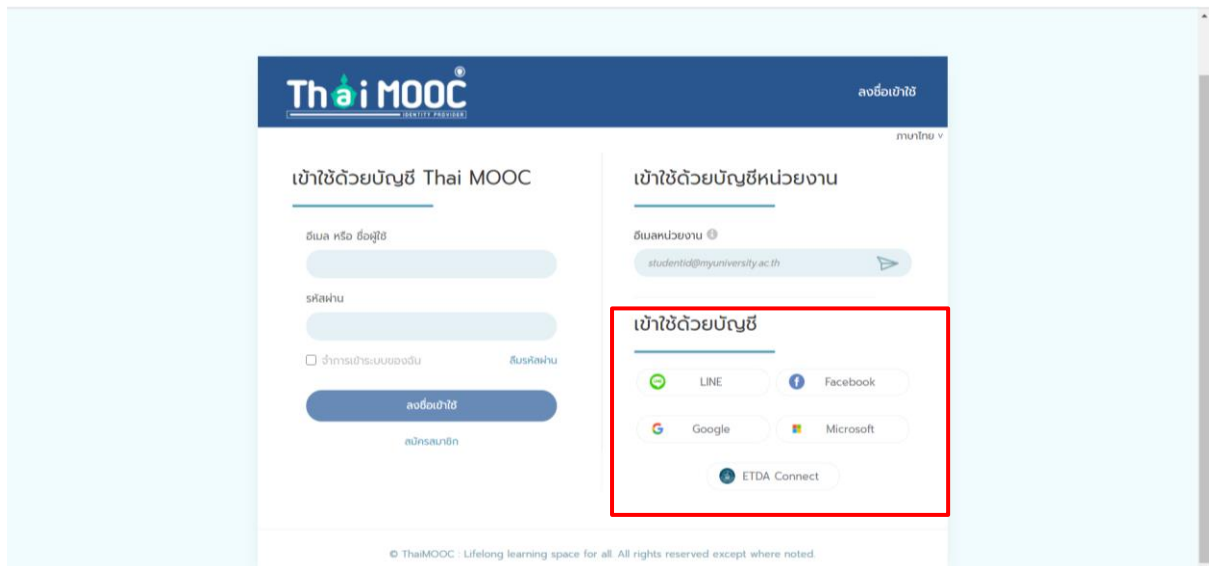 Thai MOOC
IDENTITY PROVIDER
ลงชื่อเข้าใช้
ภาษาไทย
เข้าใช้ด้วยบัญชี Thai MOOC
อีเมล หรือ ชื่อผู้ใช้
รหัสผ่าน
จำการเข้าระบบของฉัน
ลืมรหัสผ่าน
ลงชื่อเข้าใช้
สมัครสมาชิก
เข้าใช้ด้วยบัญชีหน่วยงาน
อีเมลหน่วยงาน
studentid@myuniversity.ac.th
เข้าใช้ด้วยบัญชี
LINE
Facebook
Google
Microsoft
ETDA Connect
© ThaiMOOC : Lifelong learning space for all. All rights reserved except where noted.